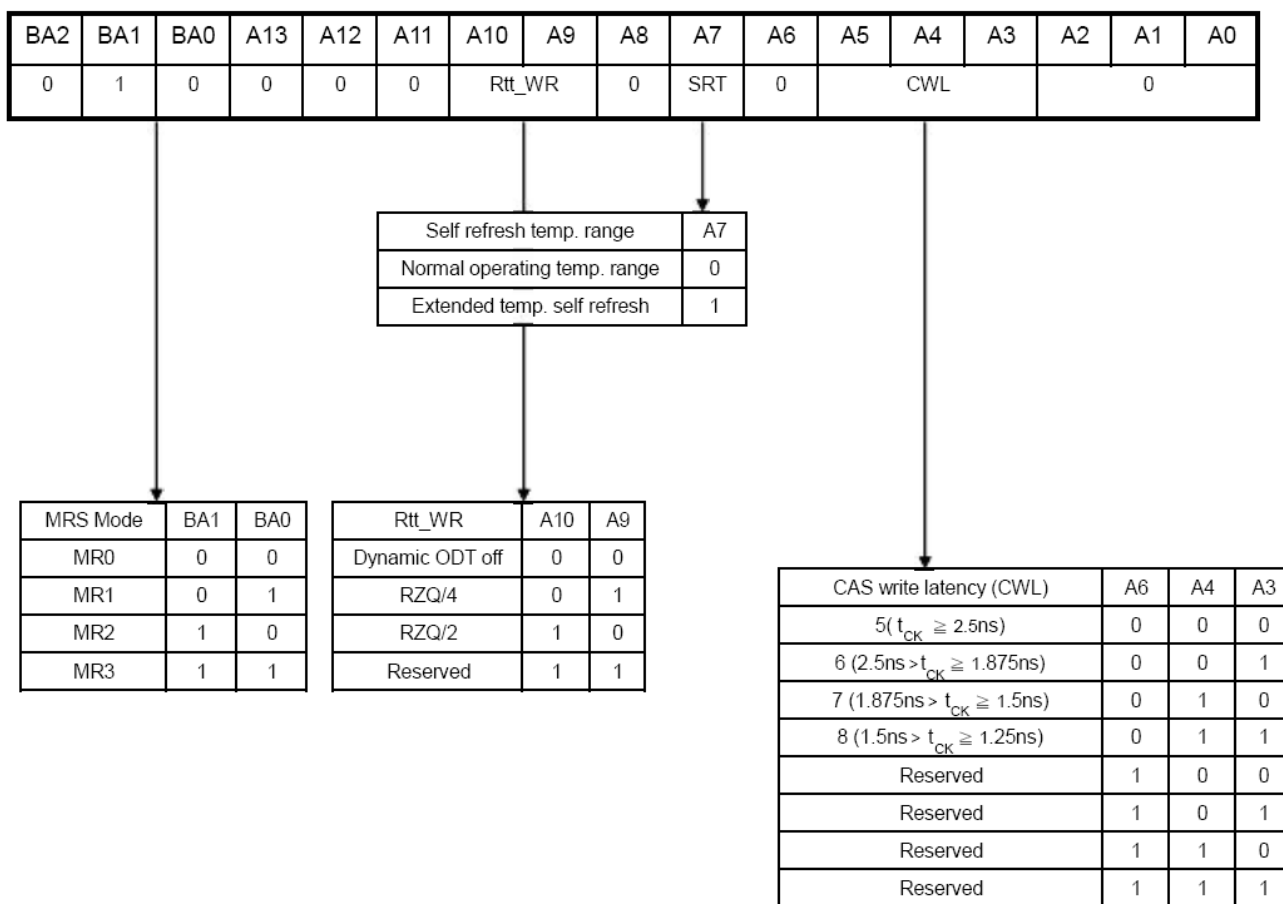 BA2 BA1 BA0 A13 A12 A11 A10 A9 A8 A7 A6 A5 A4 A3 A2 A1 A0
0 1 0 0 0 0 Rtt_WR 0 SRT 0 CWL 0
Self refresh temp. range A7
Normal operating temp. range 0
Extended temp. self refresh 1
MRS Mode BA1 BA0
MR0 0 0
MR1 0 1
MR2 1 0
MR3 1 1
Rtt_WR A10 A9
Dynamic ODT off 0 0
RZQ/4 0 1
RZQ/2 1 0
Reserved 1 1
CAS write latency (CWL) A6 A4 A3
5( tCK ≧ 2.5ns) 0 0 0
6 (2.5ns >tCK ≧ 1.875ns) 0 0 1
7 (1.875ns > tCK ≧ 1.5ns) 0 1 0
8 (1.5ns > tCK ≧ 1.25ns) 0 1 1
Reserved 1 0 0
Reserved 1 0 1
Reserved 1 1 0
Reserved 1 1 1